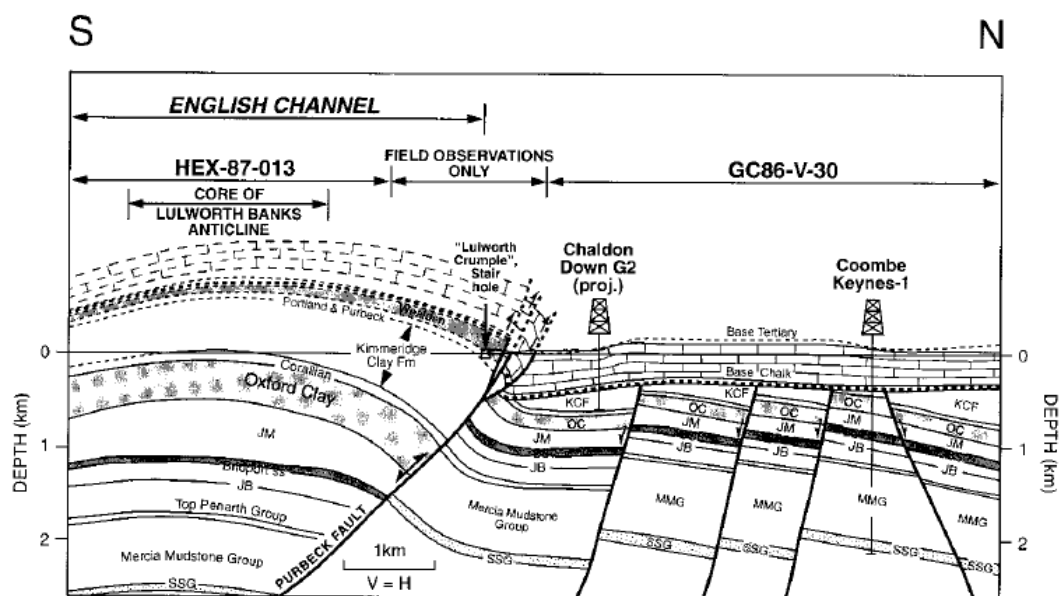 S
N
ENGLISH CHANNEL
FIELD OBSERVATIONS
ONLY
HEX-87-013
GC86-V-30
CORE OF
LULWORTH BANKS
ANTICLINE
"Lulworth
Crumple",
Stair
hole
Chaldon
Down G2
(proj.)
Coombe
Keynes-1
Portland & Purbeck
Wealden
Kimmeridge
Clay Fm
Base Tertiary
Base Chalk
0
0
Corallian
Oxford Clay
KCF
KCF
KCF
OC
OC
OC
OC
OC
JM
JM
JM
JM
JM
JM
1
1
Bridport ss
JB
JB
JB
JB
JB
JB
Top Penarth Group
Mercia Mudstone
Group
MMG
MMG
MMG
MMG
2
2
Mercia Mudstone Group
SSG
SSG
SSG
SSG
SSG
SSG
PURBECK FAULT
1km
V = H
DEPTH (km)
DEPTH (km)